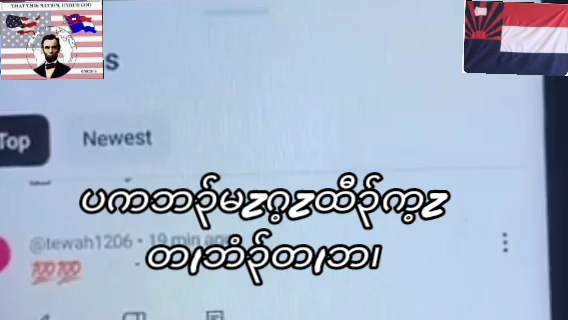 THAT THIS NATION, UNDER GOD
s
Top
Newest
ပကဘၣ်မၤဂ့ၤထီၣ်က့ၤ
@tewah1206 • 19 min ago
တၢ်ဘံၣ်တၢ်ဘၢ
💯💯